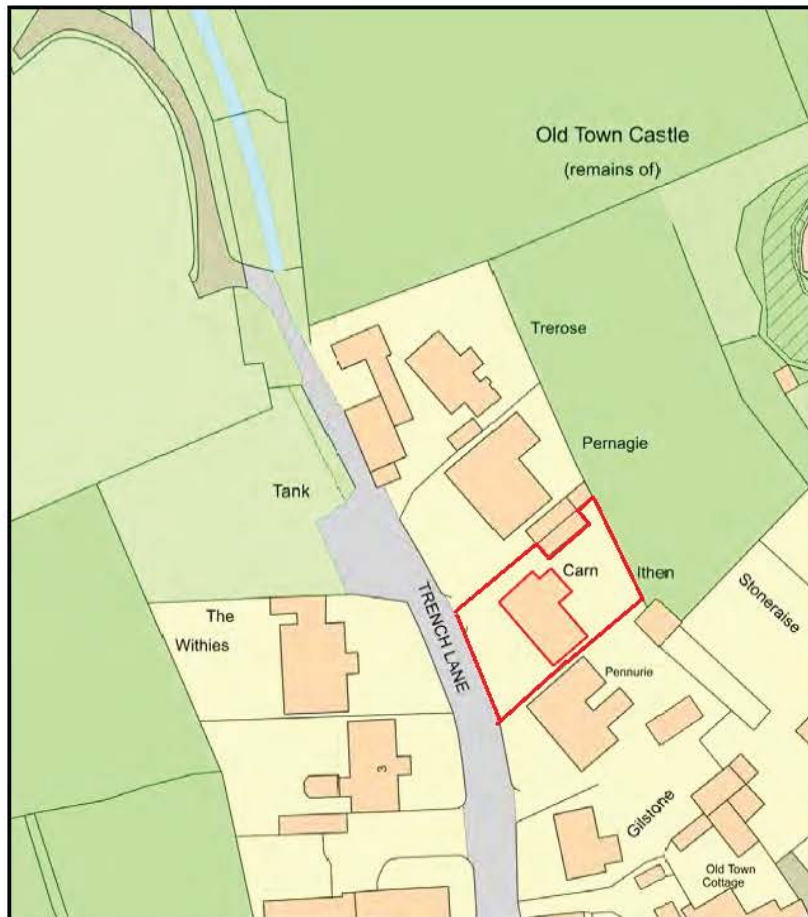 Old Town Castle
(remains of)
Trerose
Pernagie
Tank
Carn Ithen
Stoneraise
The
Withies
TRENCH LANE
Pennurie
3
Gilstone
Old Town
Cottage